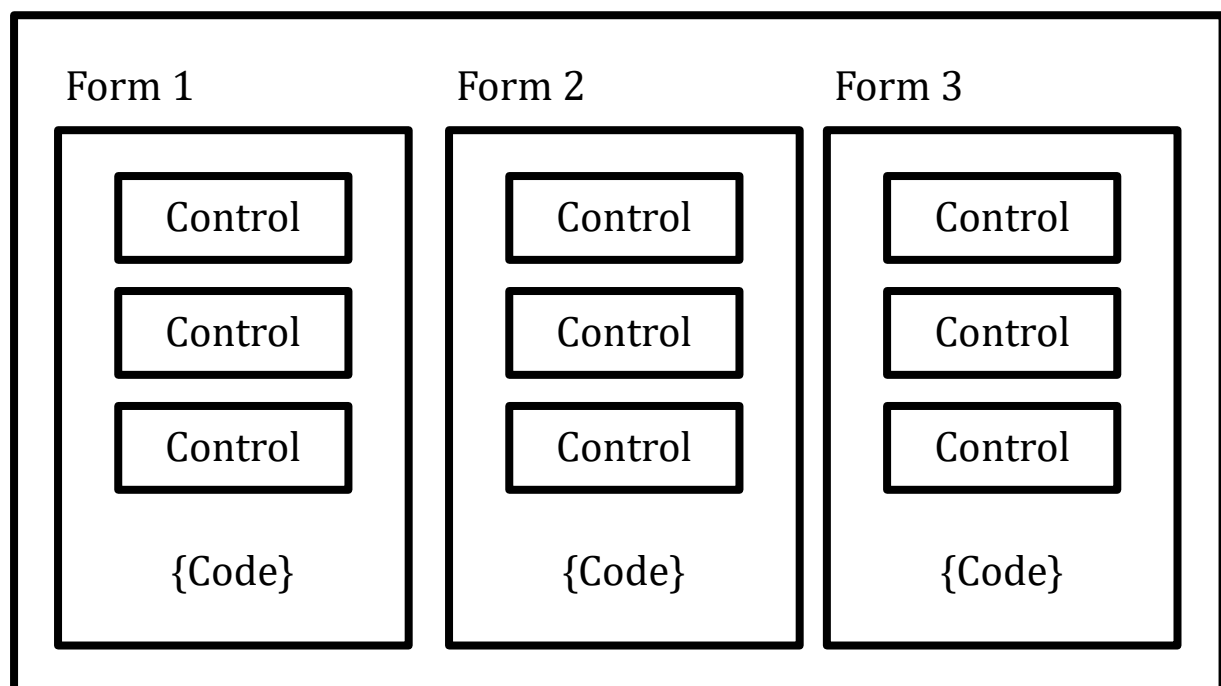 Form 1
Control
Control
Control
{Code}
Form 2
Control
Control
Control
{Code}
Form 3
Control
Control
Control
{Code}